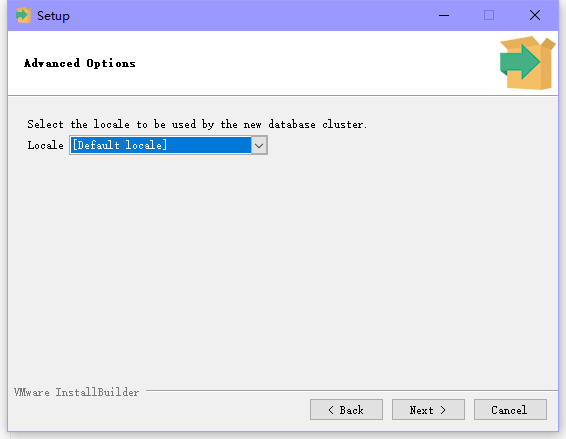 Setup
Advanced Options
Select the locale to be used by the new database cluster.
Locale [Default locale]
VMware InstallBuilder
< Back Next > Cancel